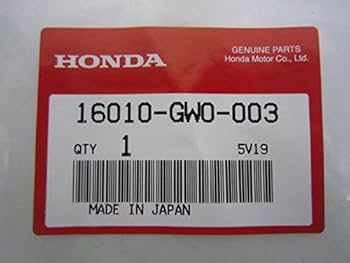 GENUINE PARTS
HONDA
Honda Motor Co., Ltd.
16010-GW0-003
QTY 1 5V19
MADE IN JAPAN